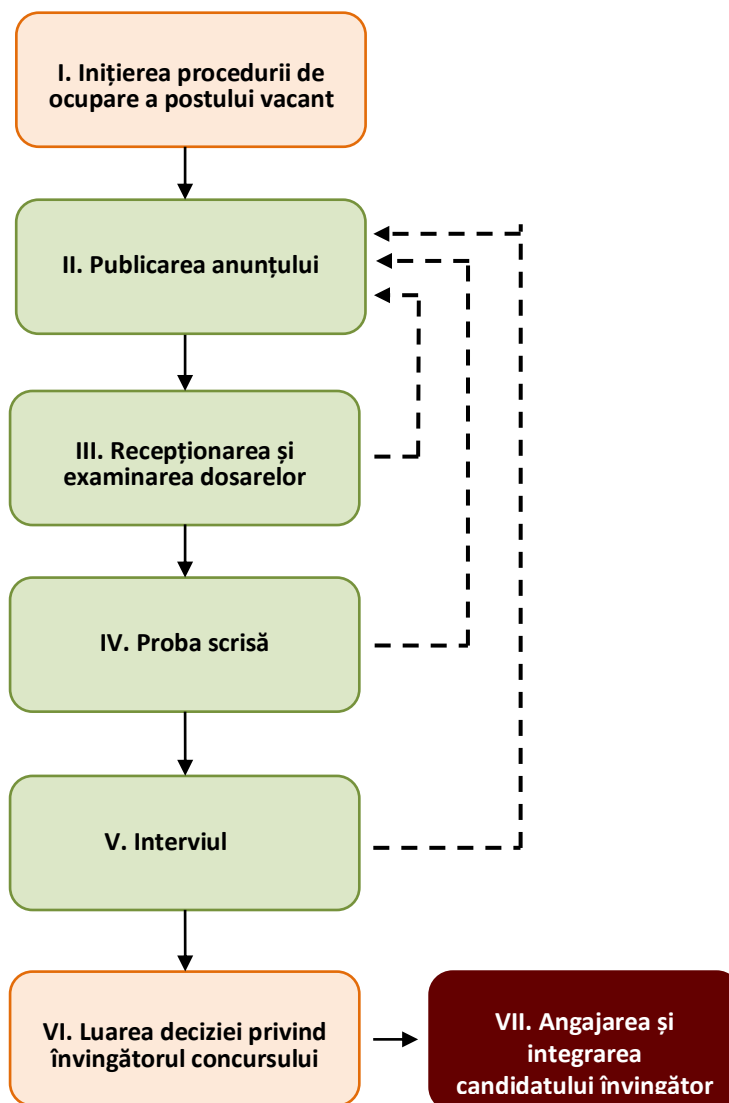 I. Inițierea procedurii de
ocupare a postului vacant
II. Publicarea anunțului
III. Recepționarea și
examinarea dosarelor
IV. Proba scrisă
V. Interviul
VI. Luarea deciziei privind
învingătorul concursului
VII. Angajarea și
integrarea
candidatului învingător